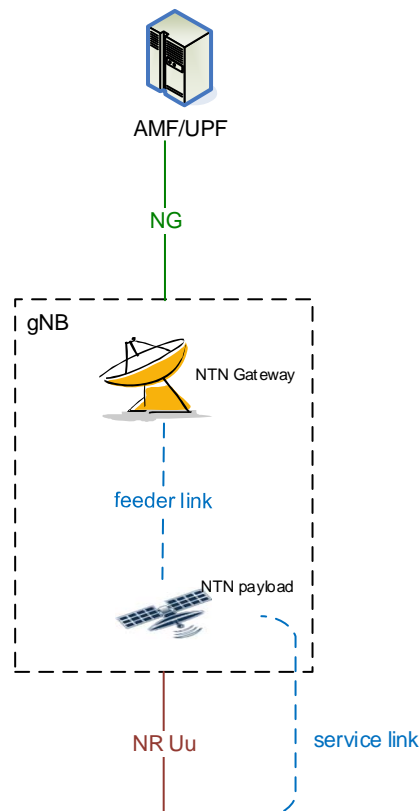 AMF/UPF
NG
gNB
NTN Gateway
feeder link
NTN payload
NR Uu
service link